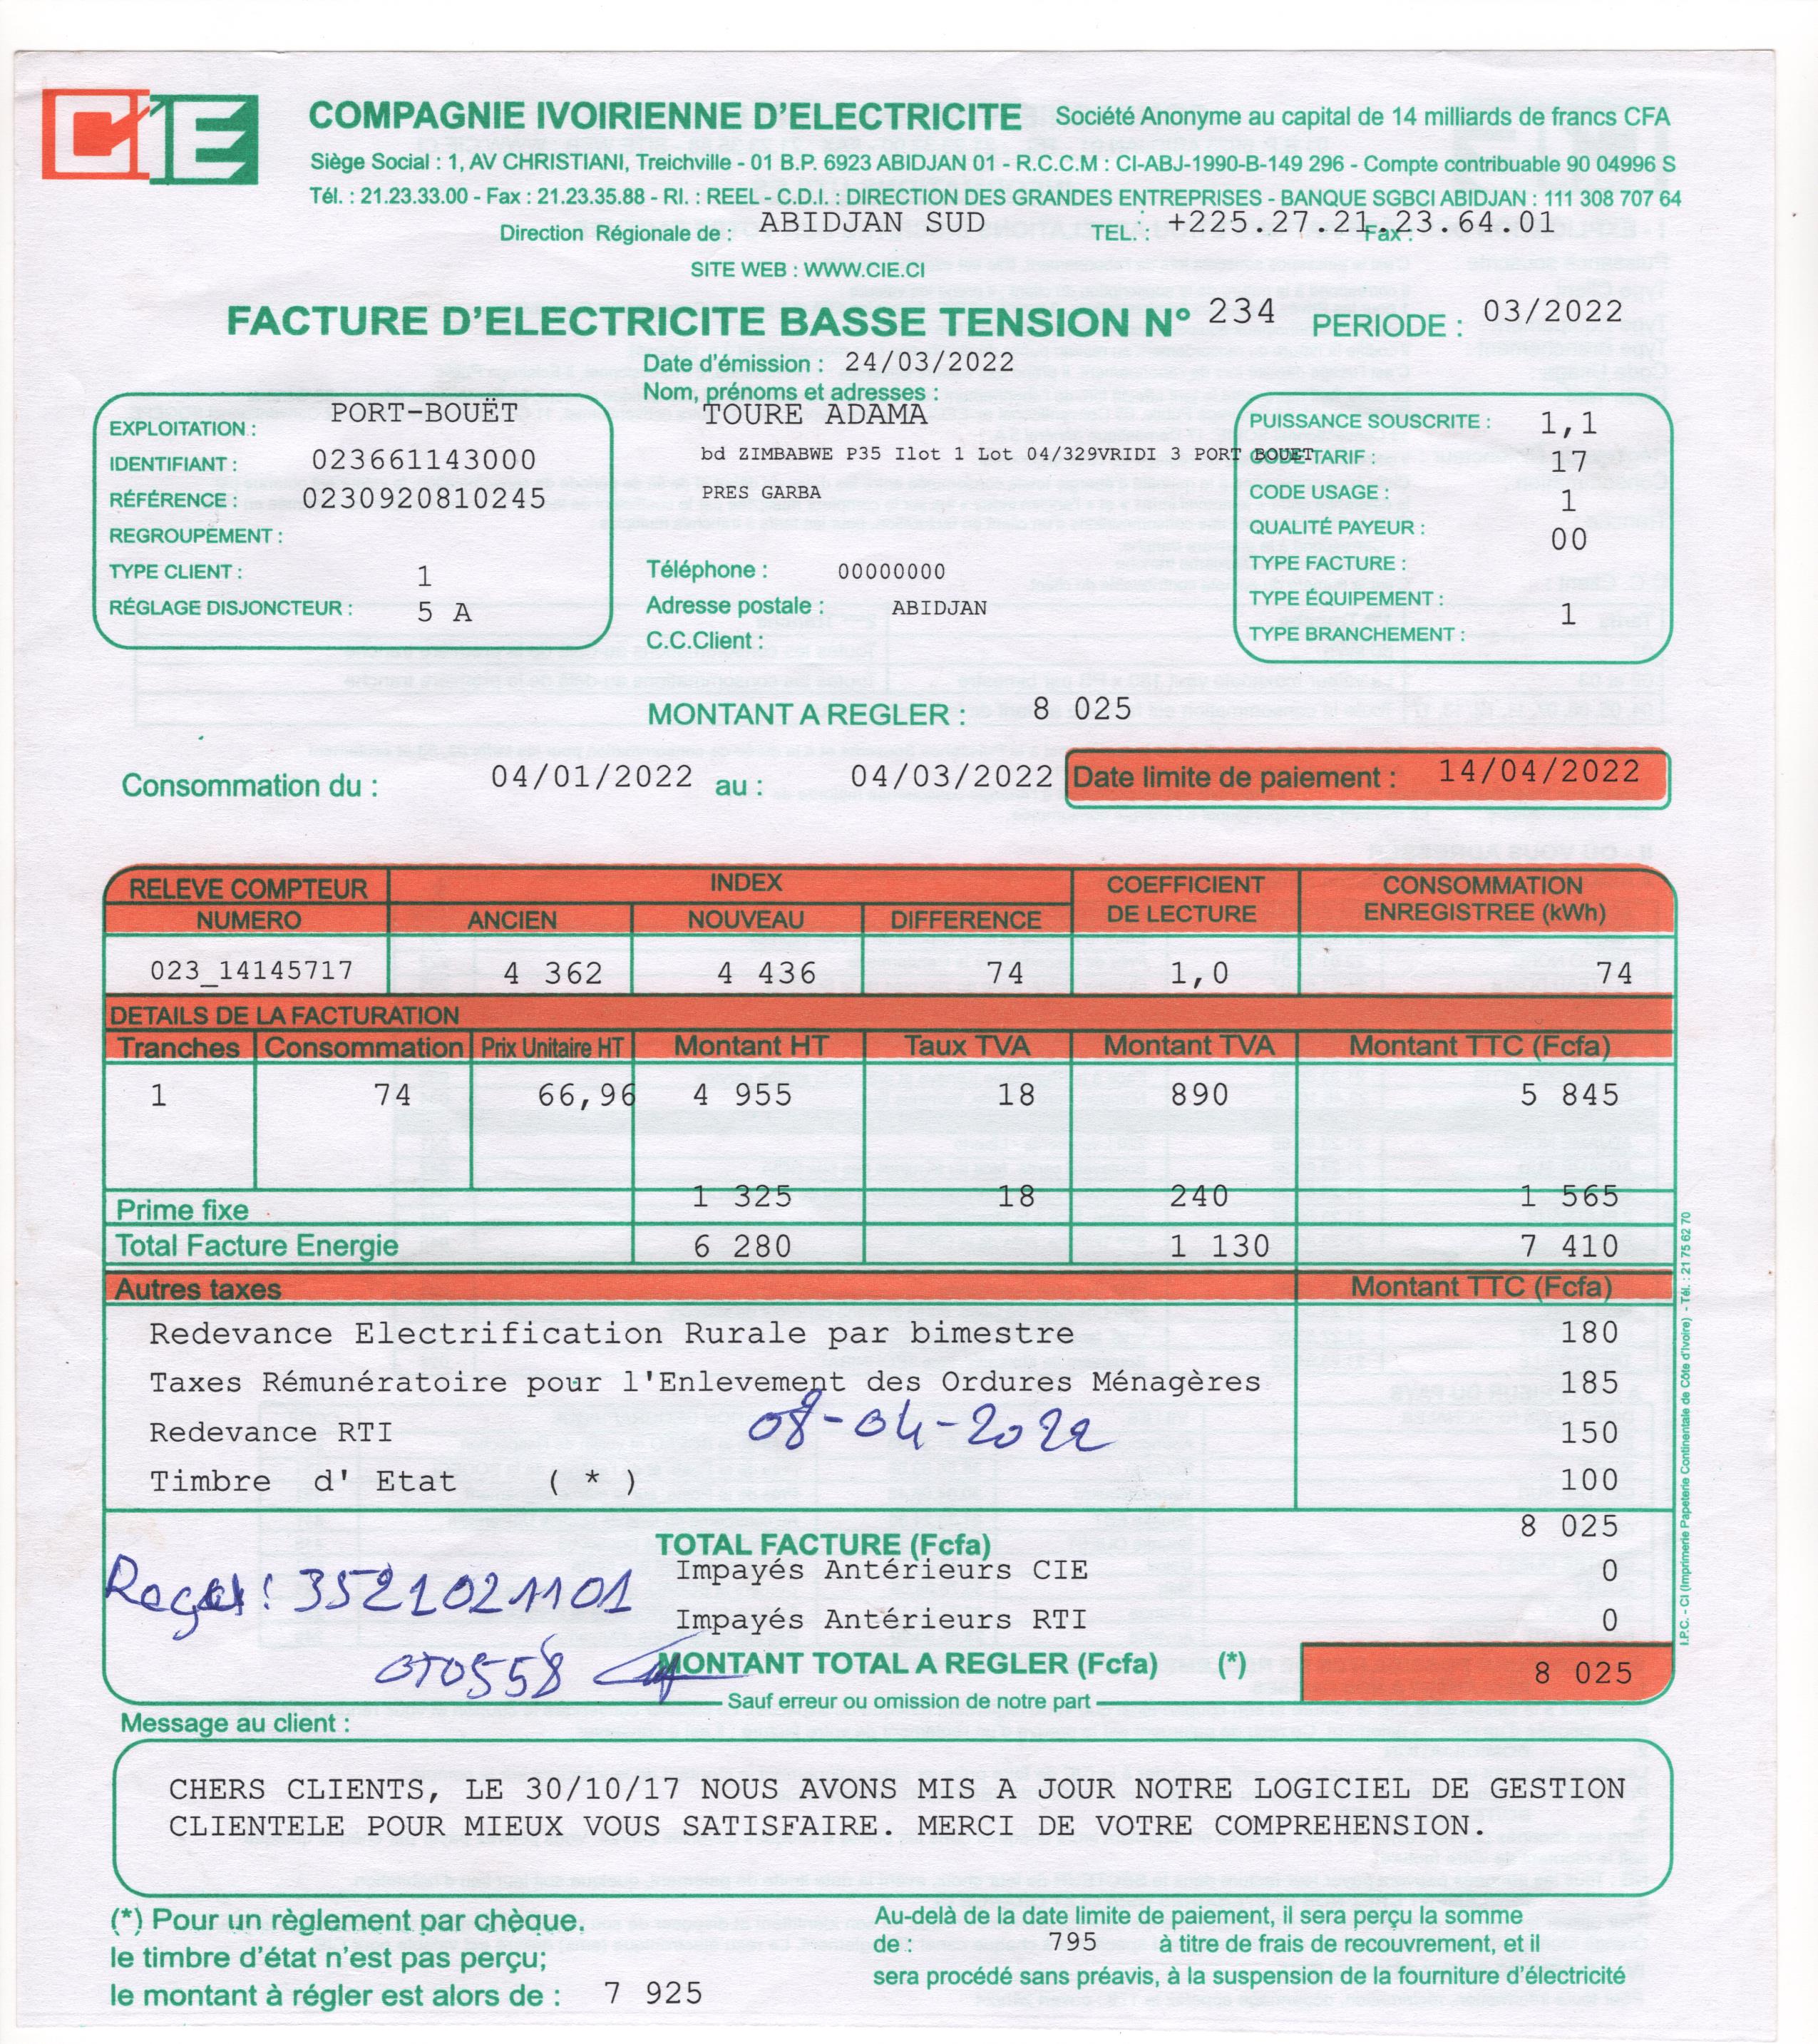 CIE
COMPAGNIE IVOIRIENNE D'ELECTRICITE Société Anonyme au capital de 14 milliards de francs CFA
Siège Social : 1, AV CHRISTIANI, Treichville - 01 B.P. 6923 ABIDJAN 01 - R.C.C.M : CI-ABJ-1990-B-149 296 - Compte contribuable 90 04996 S
Tél. : 21.23.33.00 - Fax : 21.23.35.88 - RI. : REEL - C.D.I. : DIRECTION DES GRANDES ENTREPRISES - BANQUE SGBCI ABIDJAN : 111 308 707 64
Direction Régionale de : ABIDJAN SUD TEL. : +225.27.21.23.64.01 Fax :
SITE WEB : WWW.CIE.CI
FACTURE D'ELECTRICITE BASSE TENSION N° 234 PERIODE : 03/2022
Date d'émission : 24/03/2022
Nom, prénoms et adresses :
TOURE ADAMA
bd ZIMBABWE P35 Ilot 1 Lot 04/329VRIDI 3 PORT BOUET
PRES GARBA
Téléphone : 00000000
Adresse postale : ABIDJAN
C.C.Client :
EXPLOITATION : PORT-BOUËT
IDENTIFIANT : 023661143000
RÉFÉRENCE : 0230920810245
REGROUPEMENT :
TYPE CLIENT : 1
RÉGLAGE DISJONCTEUR : 5 A
PUISSANCE SOUSCRITE : 1,1
CODE TARIF : 17
CODE USAGE : 1
QUALITÉ PAYEUR : 00
TYPE FACTURE :
TYPE ÉQUIPEMENT : 1
TYPE BRANCHEMENT :
MONTANT A REGLER : 8 025
Consommation du : 04/01/2022 au : 04/03/2022 Date limite de paiement : 14/04/2022
RELEVE COMPTEUR INDEX COEFFICIENT DE LECTURE CONSOMMATION ENREGISTREE (kWh)
NUMERO ANCIEN NOUVEAU DIFFERENCE
023_14145717 4 362 4 436 74 1,0 74
DETAILS DE LA FACTURATION
Tranches Consommation Prix Unitaire HT Montant HT Taux TVA Montant TVA Montant TTC (Fcfa)
1 74 66,96 4 955 18 890 5 845
Prime fixe 1 325 18 240 1 565
Total Facture Energie 6 280 1 130 7 410
Autres taxes Montant TTC (Fcfa)
Redevance Electrification Rurale par bimestre 180
Taxes Rémunératoire pour l'Enlevement des Ordures Ménagères 185
Redevance RTI 150
08-04-2022
Timbre d' Etat ( * ) 100
TOTAL FACTURE (Fcfa) 8 025
Impayés Antérieurs CIE 0
: 3521021101
Impayés Antérieurs RTI 0
MONTANT TOTAL A REGLER (Fcfa) (*) 8 025
Sauf erreur ou omission de notre part
I.P.C. - CI (Imprimerie Papeterie Continentale de Côte d'Ivoire) - Tél. : 21 75 62 70
Message au client :
CHERS CLIENTS, LE 30/10/17 NOUS AVONS MIS A JOUR NOTRE LOGICIEL DE GESTION
CLIENTELE POUR MIEUX VOUS SATISFAIRE. MERCI DE VOTRE COMPREHENSION.
(*) Pour un règlement par chèque.
le timbre d'état n'est pas perçu;
le montant à régler est alors de : 7 925
Au-delà de la date limite de paiement, il sera perçu la somme
de : 795 à titre de frais de recouvrement, et il
sera procédé sans préavis, à la suspension de la fourniture d'électricité